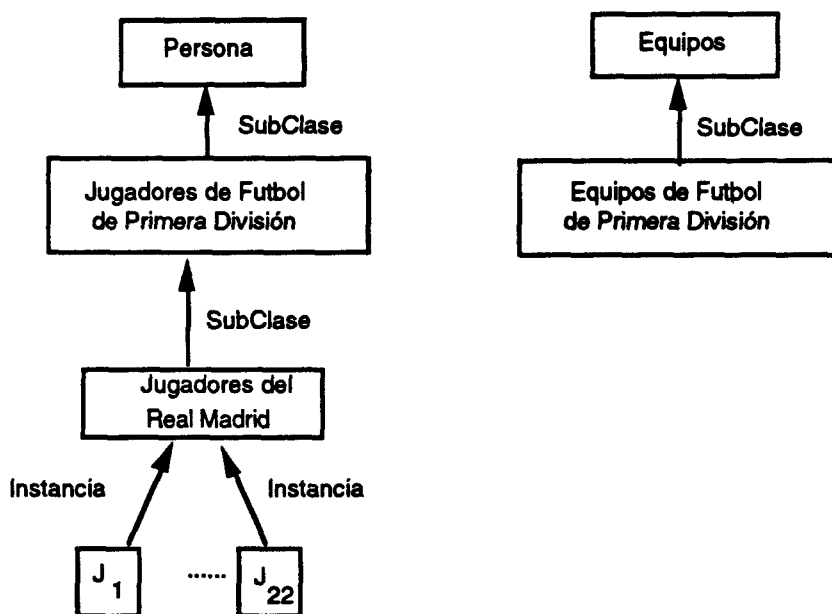 Persona
SubClase
Jugadores de Futbol
de Primera División
SubClase
Jugadores del
Real Madrid
Instancia
Instancia
J1
......
J22
Equipos
SubClase
Equipos de Futbol
de Primera División